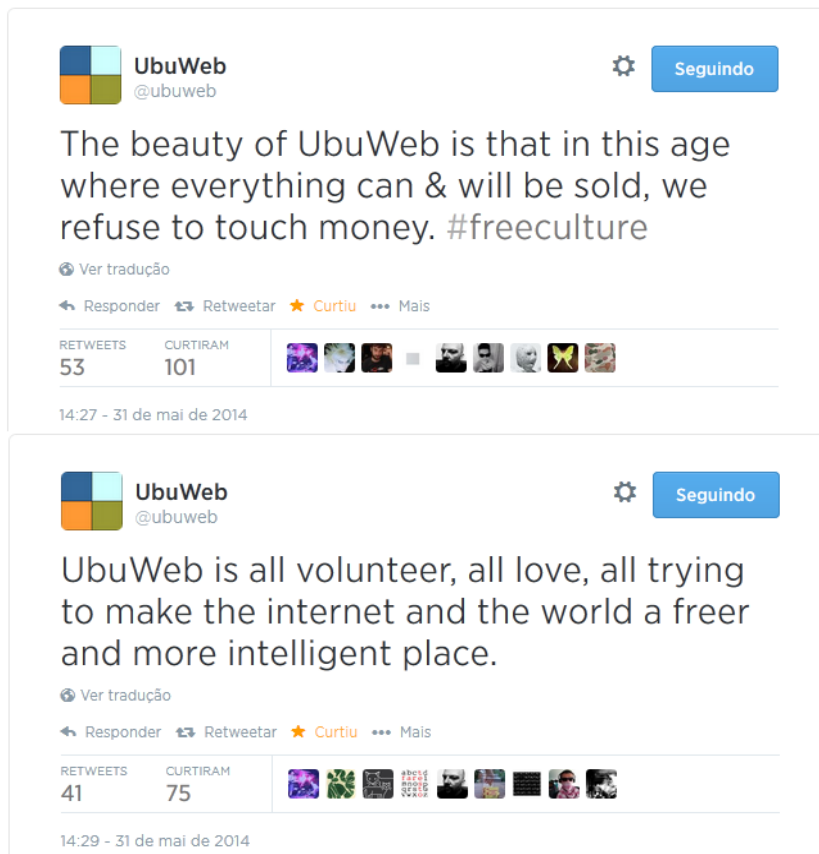 UbuWeb
@ubuweb
Seguindo
The beauty of UbuWeb is that in this age
where everything can & will be sold, we
refuse to touch money. #freeculture
Ver tradução
Responder Retweetar Curtiu Mais
RETWEETS CURTIRAM
53 101
14:27 - 31 de mai de 2014
UbuWeb
@ubuweb
Seguindo
UbuWeb is all volunteer, all love, all trying
to make the internet and the world a freer
and more intelligent place.
Ver tradução
Responder Retweetar Curtiu Mais
RETWEETS CURTIRAM
41 75
14:29 - 31 de mai de 2014